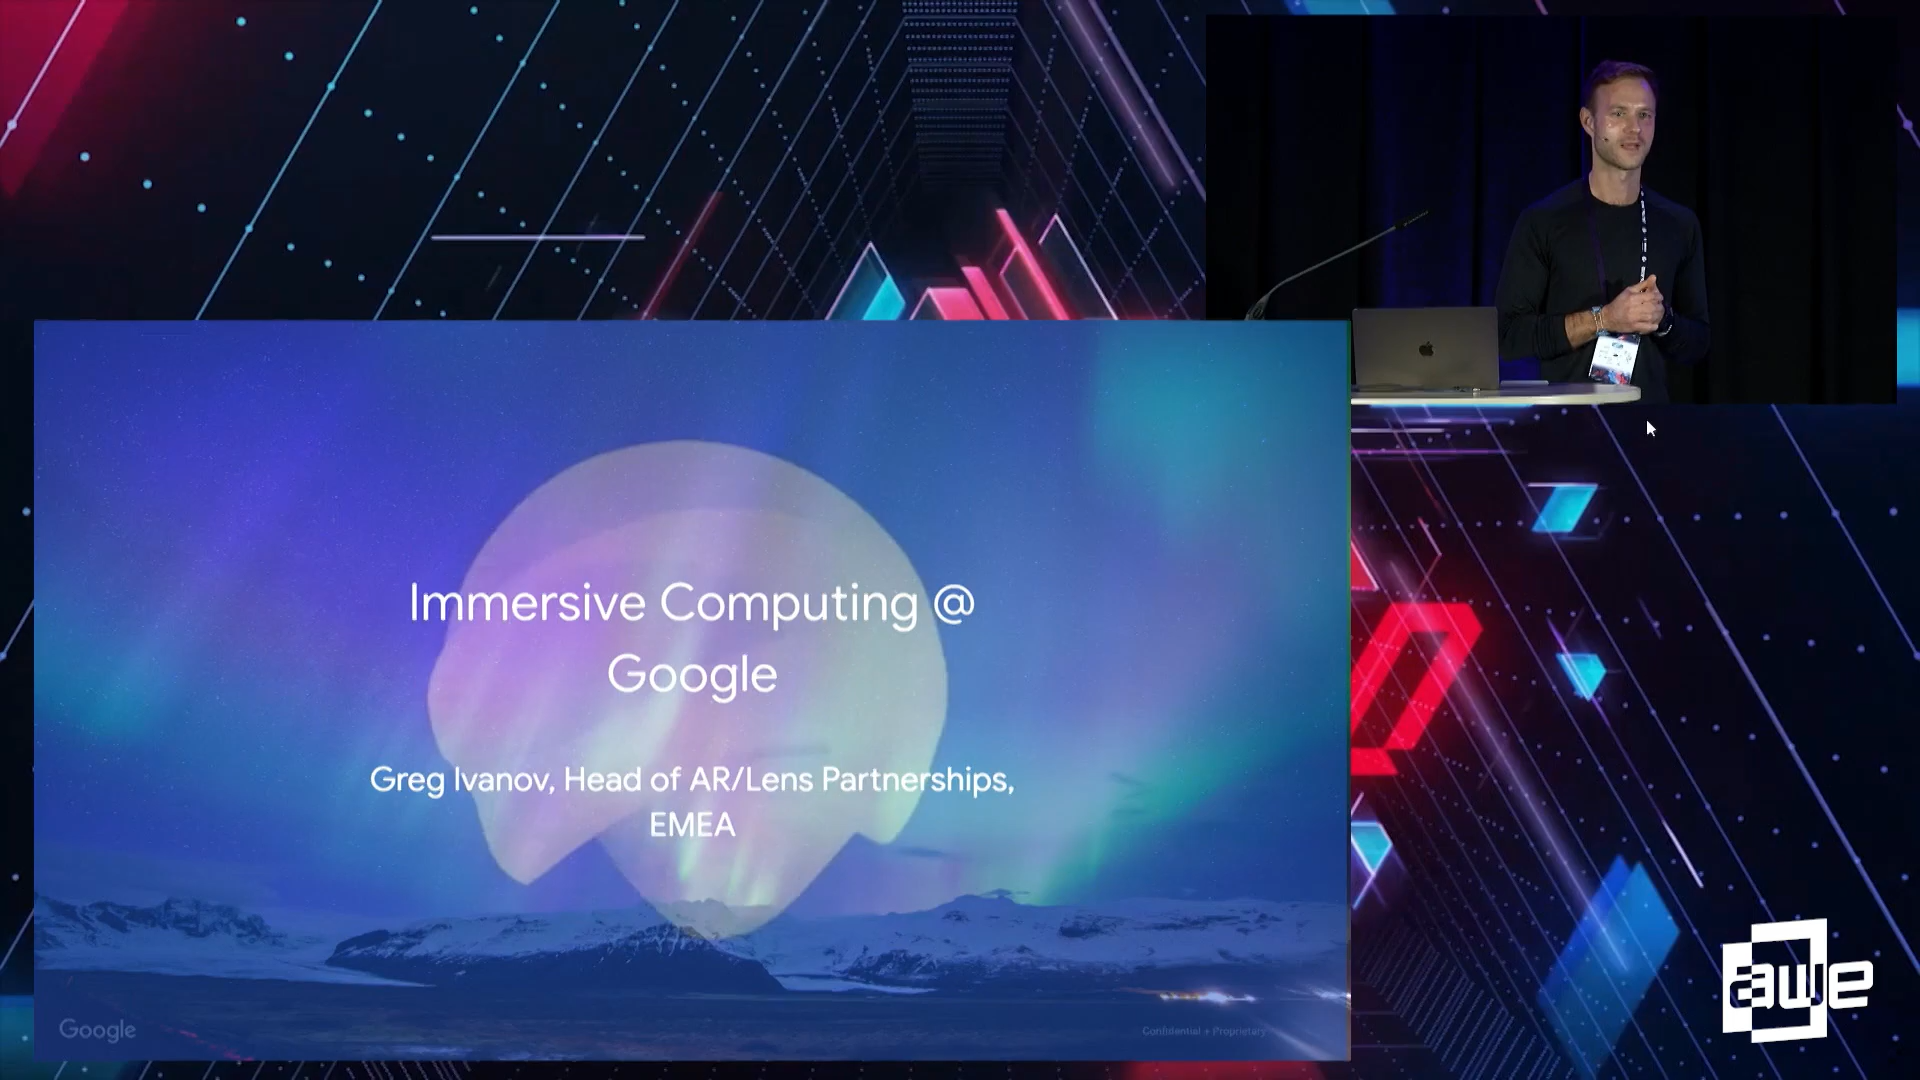 Immersive Computing @
Google
Greg Ivanov, Head of AR/Lens Partnerships,
EMEA
Google
Confidential + Proprietary
awe